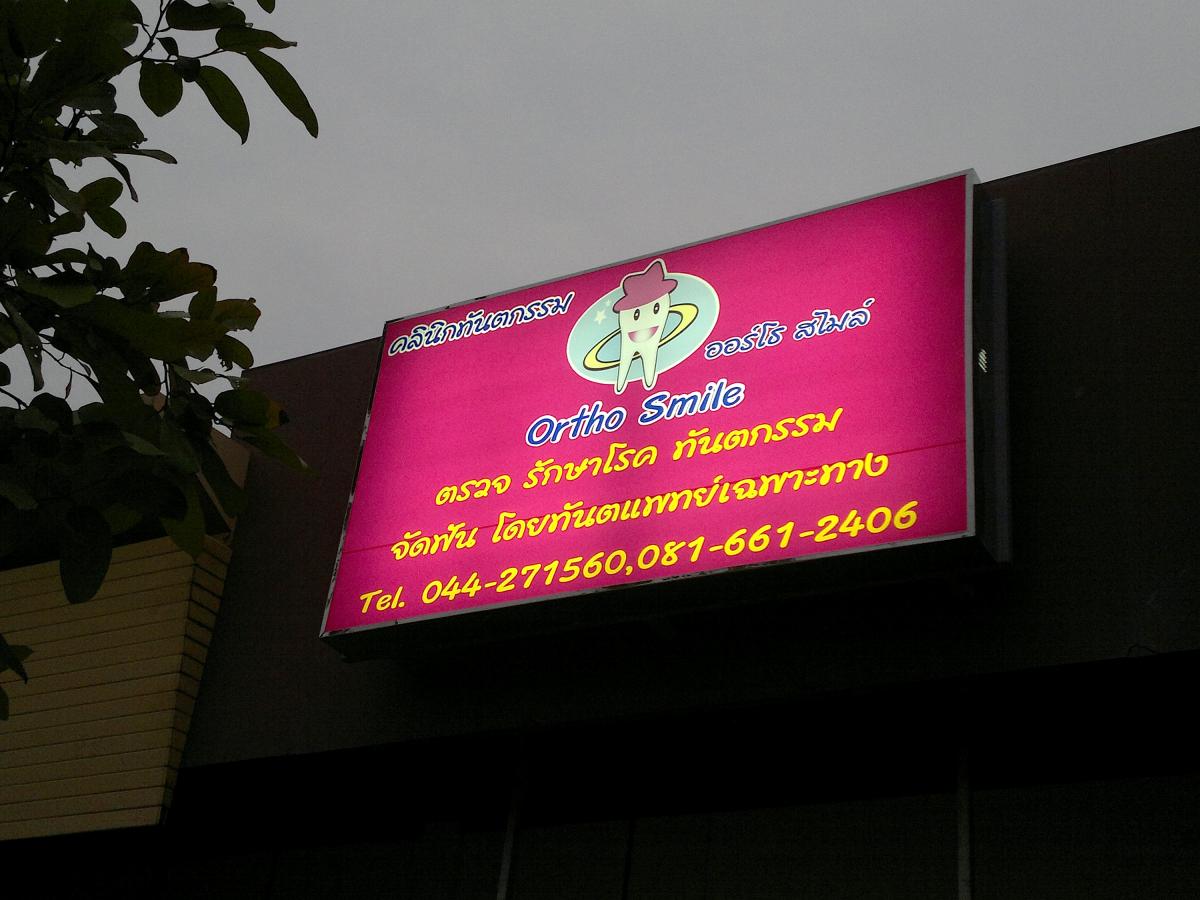 คลินิกทันตกรรม
ออร์โธ สไมล์
Ortho Smile
ตรวจ รักษาโรค ทันตกรรม
จัดฟัน โดยทันตแพทย์เฉพาะทาง
Tel. 044-271560,081-661-2406